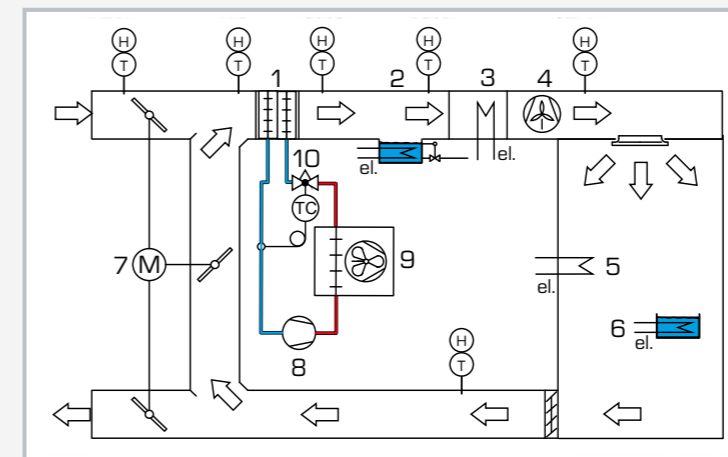 H H H H H
T T T T T
1 2 3 4
10
el. el.
TC
7 M 9 5
el.
6
el.
8
H
T